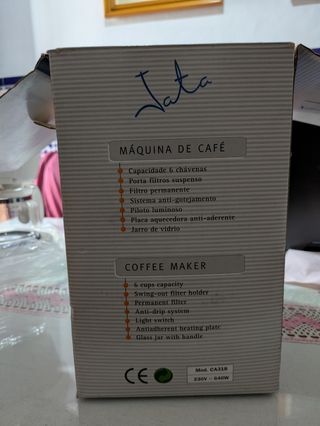 Jata
MÁQUINA DE CAFÉ
Capacidade 6 chávenas
Porta filtros suspenso
Filtro permanente
Sistema anti-gotejamento
Piloto luminoso
Placa aquecedora anti-aderente
Jarro de vidrio
COFFEE MAKER
6 cups capacity
Swing-out filter holder
Permanent filter
Anti-drip system
Light switch
Antiadherent heating plate
Glass jar with handle
CE
Mod. CA318
230V - 640W